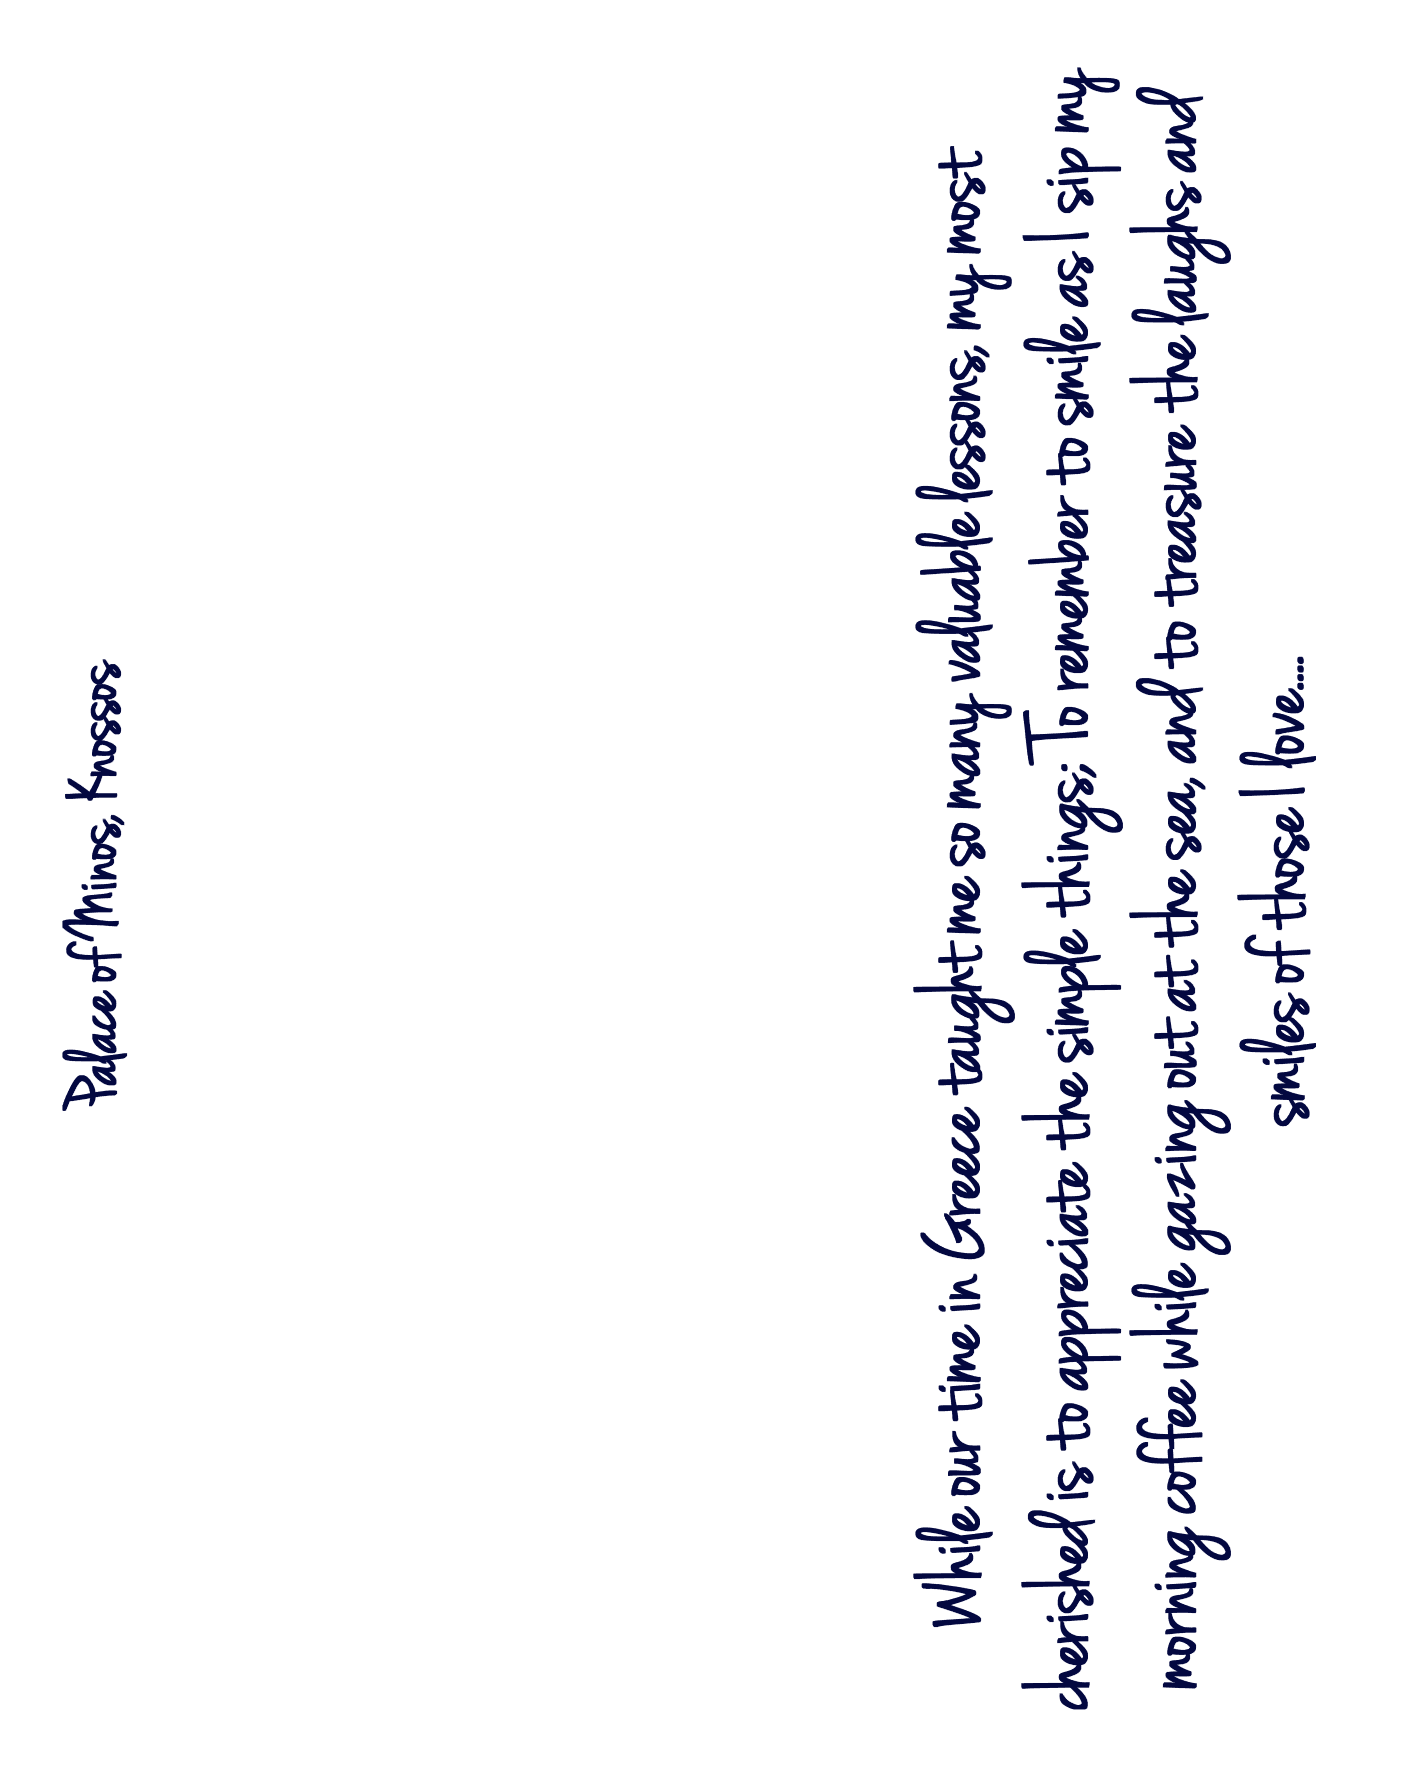 Palace of Minos, Knossos
While our time in Greece taught me so many valuable lessons, my most
cherished is to appreciate the simple things: To remember to smile as I sip my
morning coffee while gazing out at the sea, and to treasure the laughs and
smiles of those I love....